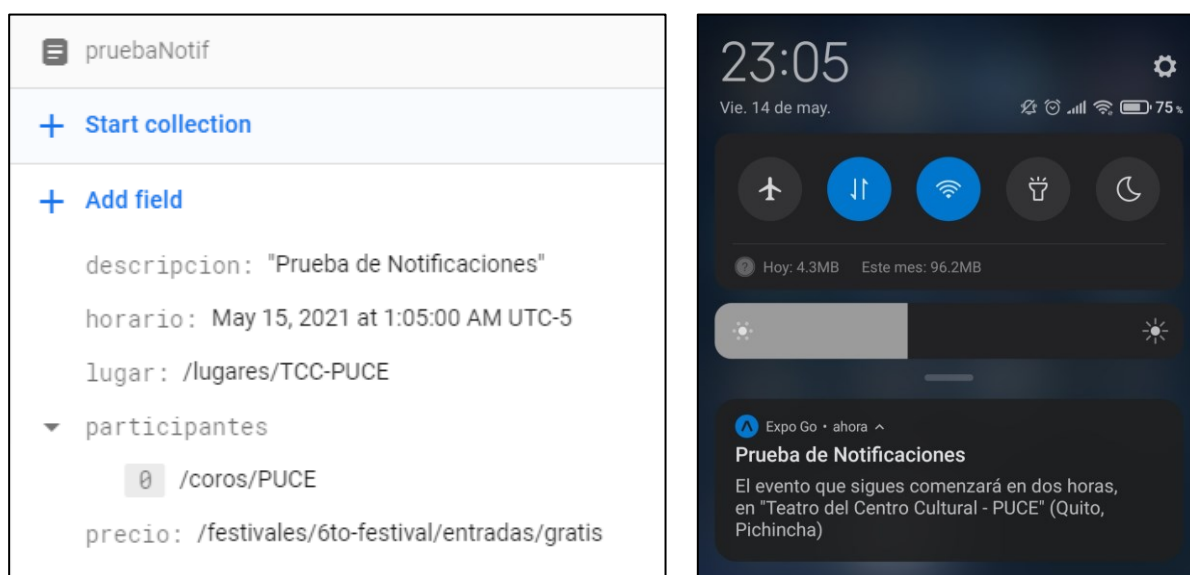 pruebaNotif
+ Start collection
+ Add field
descripcion: "Prueba de Notificaciones"
horario: May 15, 2021 at 1:05:00 AM UTC-5
lugar: /lugares/TCC-PUCE
participantes
0 /coros/PUCE
precio: /festivales/6to-festival/entradas/gratis
23:05
Vie. 14 de may.
75 %
? Hoy: 4.3MB Este mes: 96.2MB
Expo Go • ahora
Prueba de Notificaciones
El evento que sigues comenzará en dos horas,
en "Teatro del Centro Cultural - PUCE" (Quito,
Pichincha)